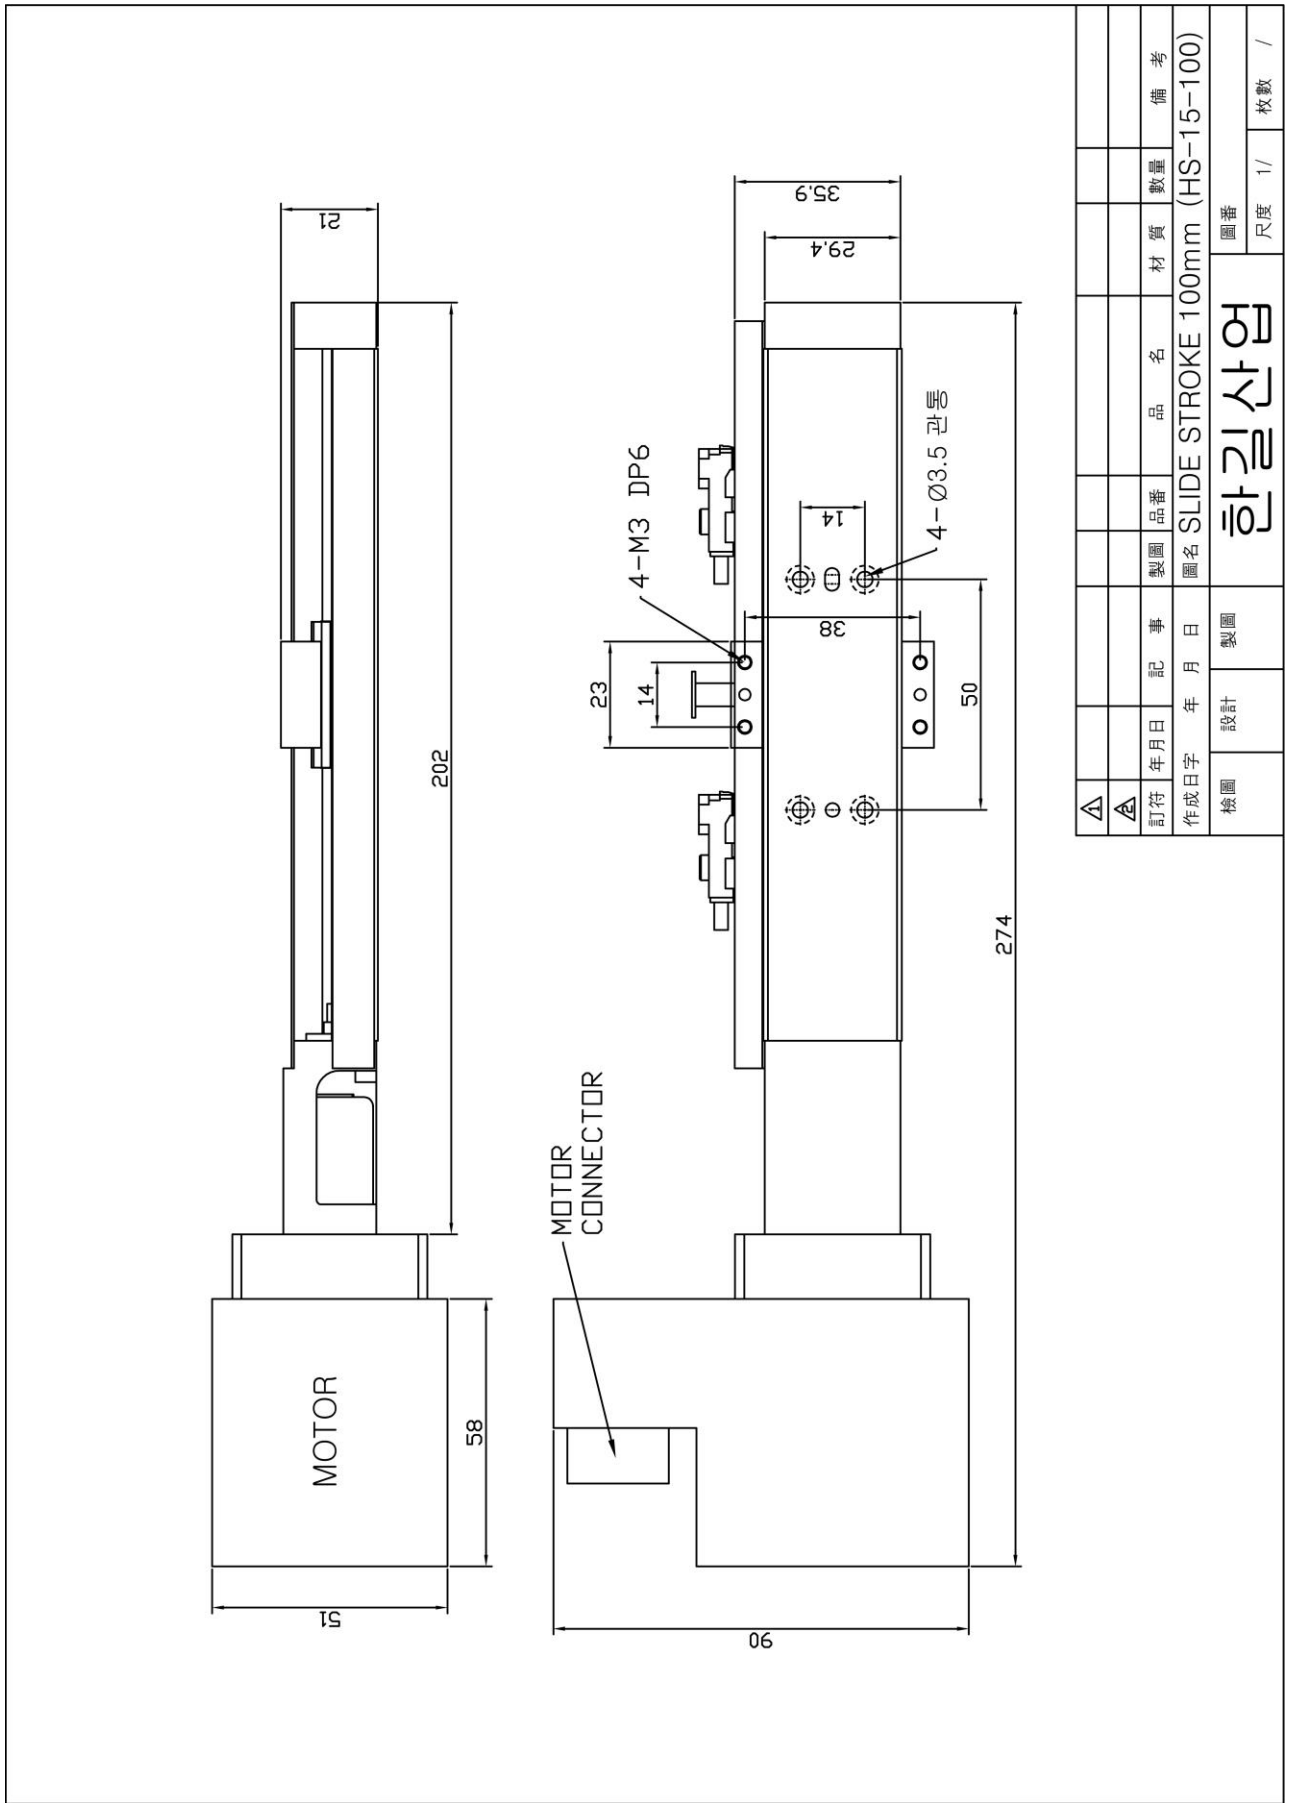 21
202
MOTOR
58
51
35.9
29.4
4-M3 DP6
4-Ø3.5 관통
14
38
23
14
50
274
MOTOR
CONNECTOR
90
1
2
訂符 年月日 記 事 製圖 品番 品 名 材 質 數量 備 考
作成日字 年 月 日 圖名 SLIDE STROKE 100mm (HS-15-100)
檢圖 設計 製圖 한길산업 圖番
尺度 1/ 枚數 /